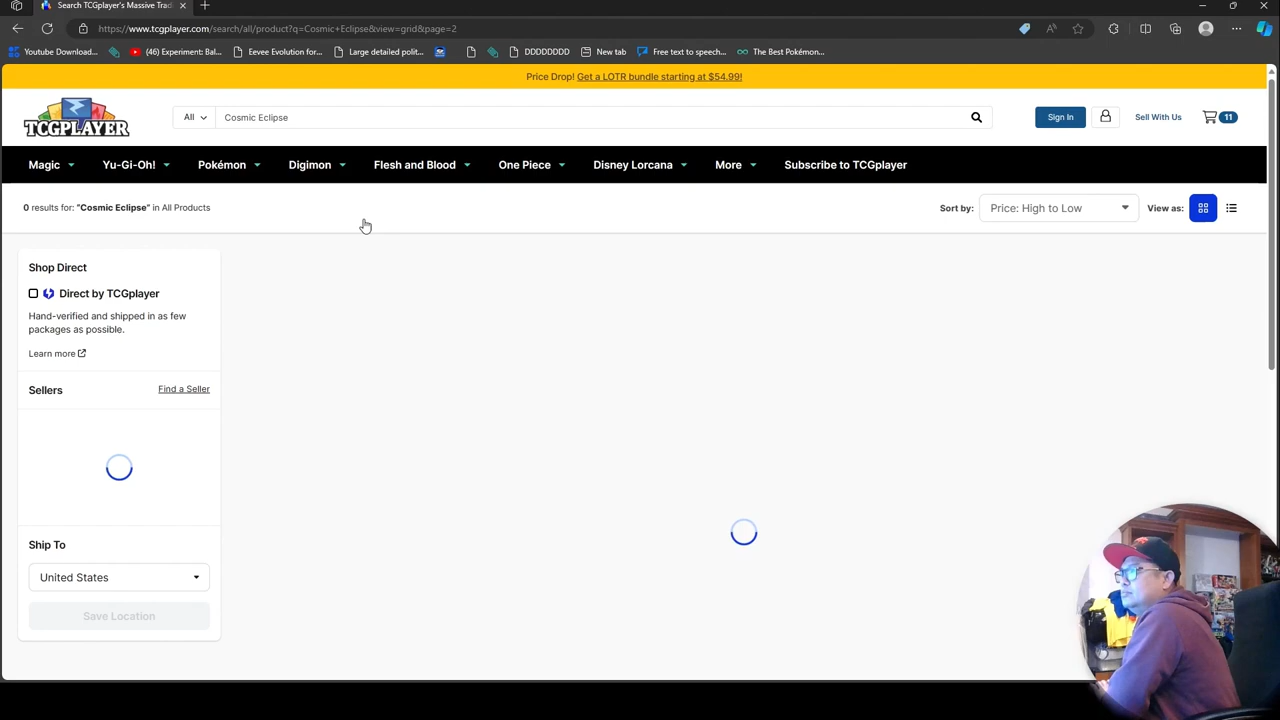 Search TCGplayer's Massive Trad
https://www.tcgplayer.com/search/all/product?q=Cosmic+Eclipse&view=grid&page=2
Youtube Download... (46) Experiment: Bal... Eevee Evolution for... Large detailed polit... DDDDDDD New tab Free text to speech... The Best Pokémon...
Price Drop! Get a LOTR bundle starting at $54.99!
TCGPLAYER All Cosmic Eclipse Sign In Sell With Us 11
Magic Yu-Gi-Oh! Pokémon Digimon Flesh and Blood One Piece Disney Lorcana More Subscribe to TCGplayer
0 results for: "Cosmic Eclipse" in All Products Sort by: Price: High to Low View as:
Shop Direct
Direct by TCGplayer
Hand-verified and shipped in as few
packages as possible.
Learn more
Sellers Find a Seller
Ship To
United States
Save Location